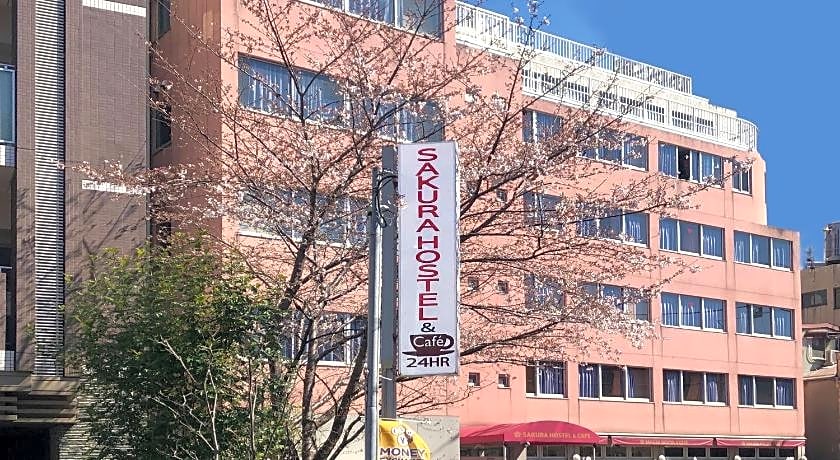 SAKURA HOSTEL
&
Café
24HR
MONEY
SAKURA HOSTEL & CAFE